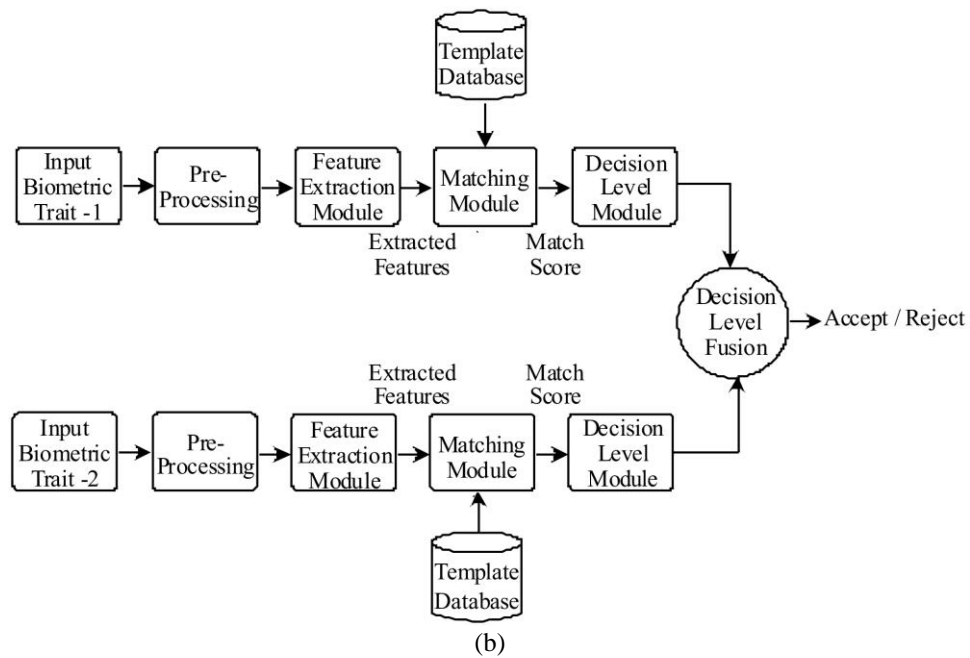 Template
Database
Input
Biometric
Trait -1
Pre-
Processing
Feature
Extraction
Module
Matching
Module
Decision
Level
Module
Extracted
Features
Match
Score
Decision
Level
Fusion
Accept / Reject
Extracted
Features
Match
Score
Input
Biometric
Trait -2
Pre-
Processing
Feature
Extraction
Module
Matching
Module
Decision
Level
Module
Template
Database
(b)